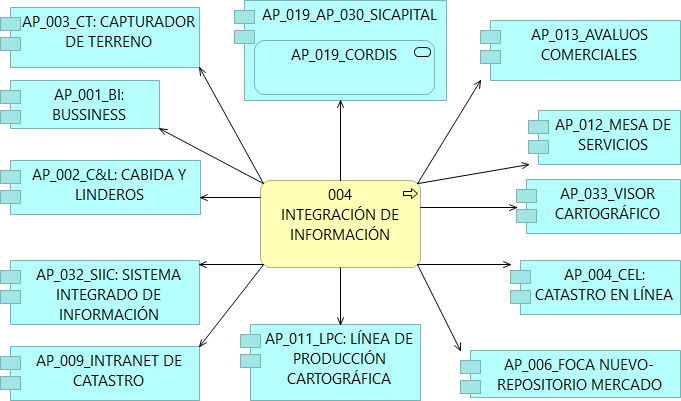 AP_003_CT: CAPTURADOR
DE TERRENO
AP_019_AP_030_SICAPITAL
AP_019_CORDIS
AP_013_AVALUOS
COMERCIALES
AP_001_BI:
BUSSINESS
AP_012_MESA DE
SERVICIOS
AP_002_C&L: CABIDA Y
LINDEROS
004
INTEGRACIÓN DE
INFORMACIÓN
AP_033_VISOR
CARTOGRÁFICO
AP_032_SIIC: SISTEMA
INTEGRADO DE
INFORMACIÓN
AP_004_CEL:
CATASTRO EN LÍNEA
AP_009_INTRANET DE
CATASTRO
AP_011_LPC: LÍNEA DE
PRODUCCIÓN
CARTOGRÁFICA
AP_006_FOCA NUEVO-
REPOSITORIO MERCADO